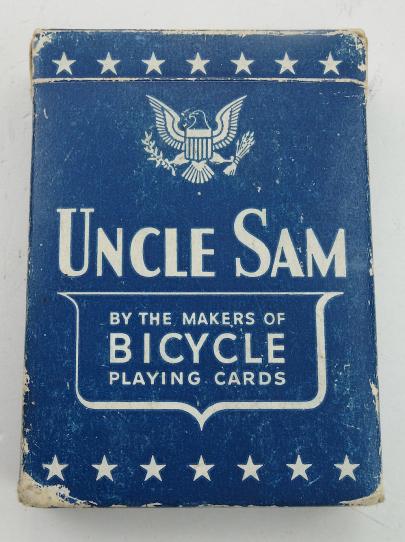 UNCLE SAM
BY THE MAKERS OF
BICYCLE
PLAYING CARDS